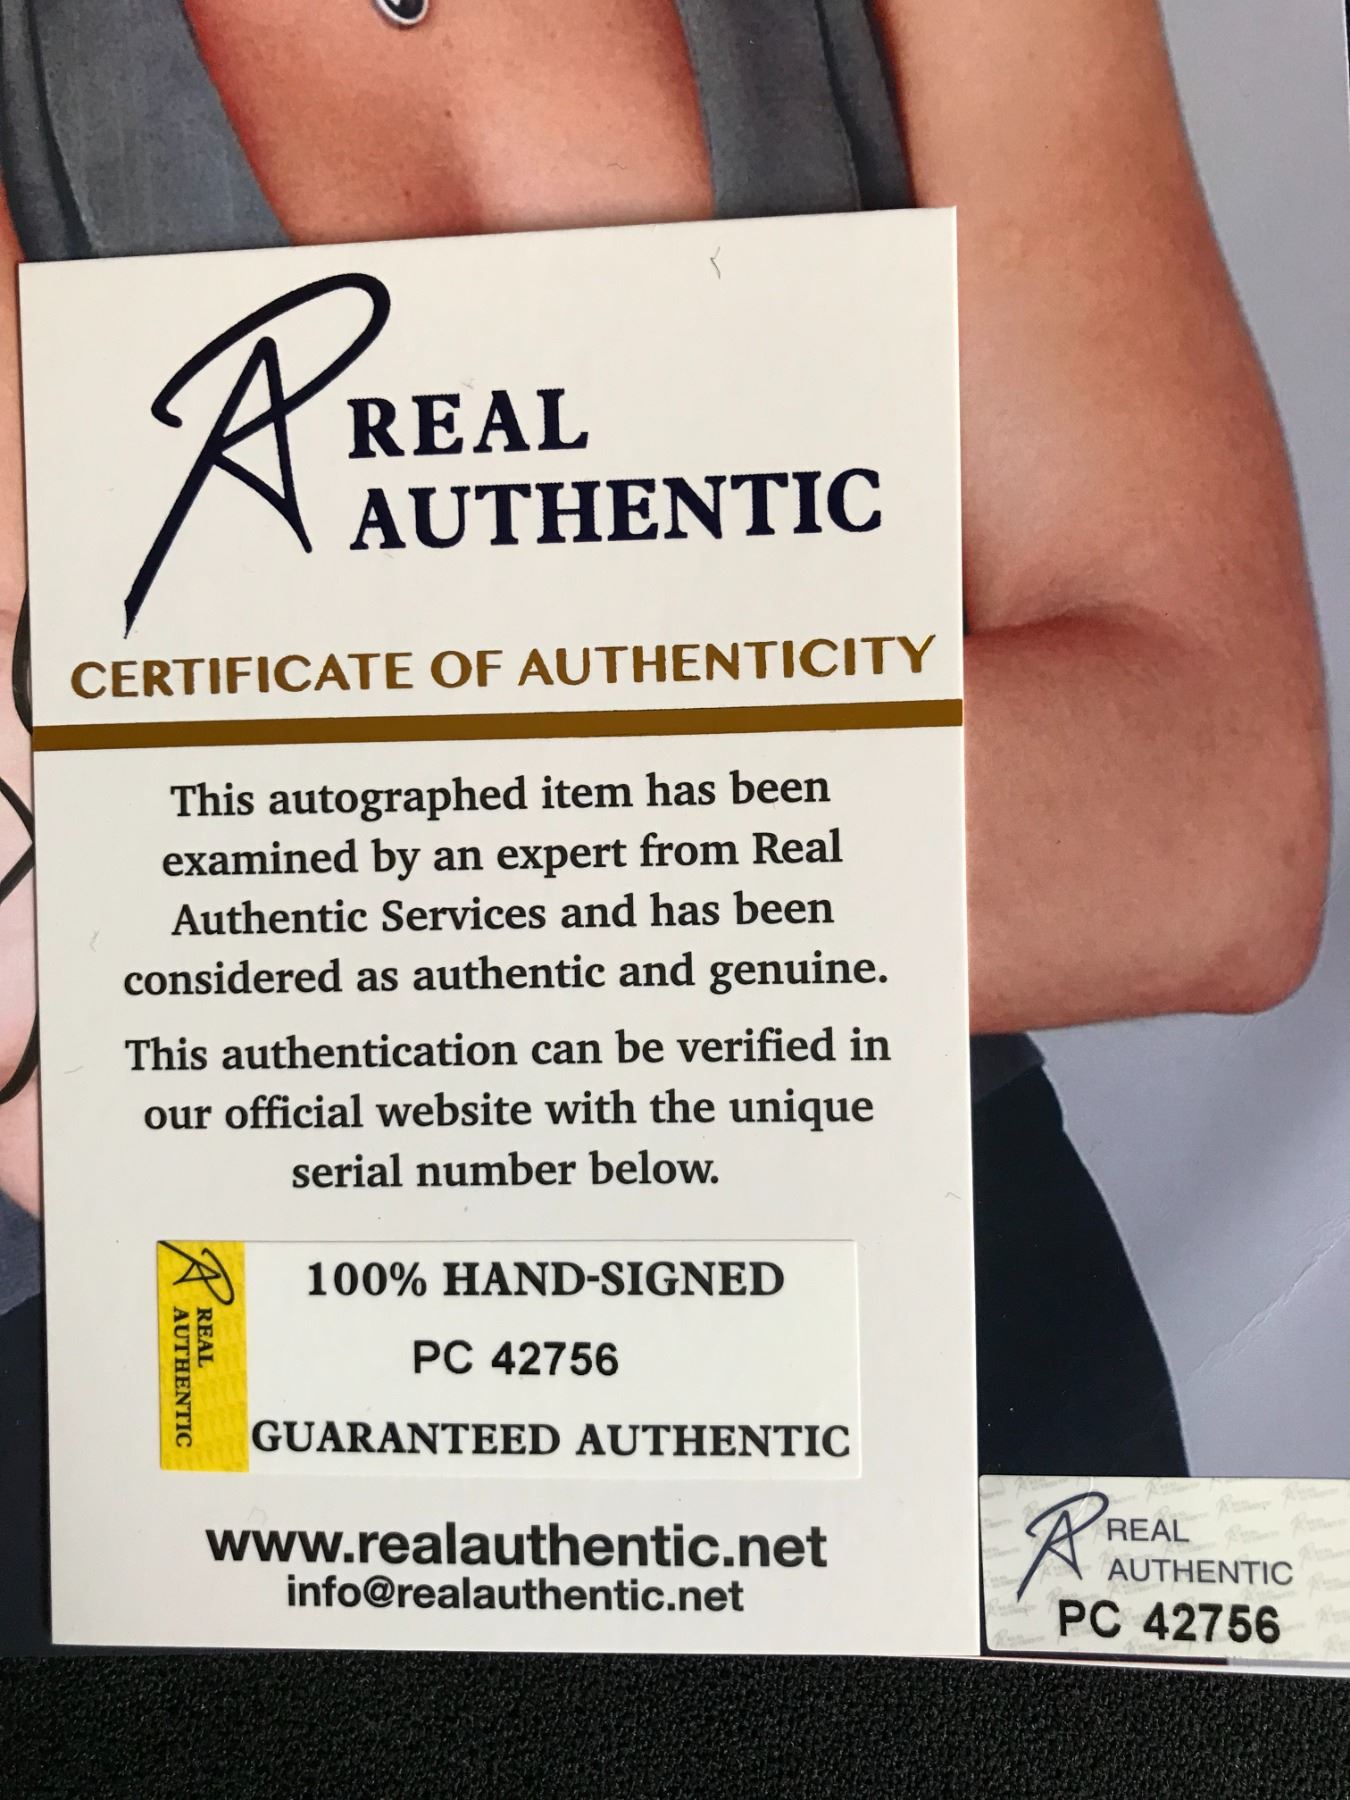 REAL
AUTHENTIC
CERTIFICATE OF AUTHENTICITY
This autographed item has been
examined by an expert from Real
Authentic Services and has been
considered as authentic and genuine.
This authentication can be verified in
our official website with the unique
serial number below.
REAL
AUTHENTIC
100% HAND-SIGNED
PC 42756
GUARANTEED AUTHENTIC
www.realauthentic.net
info@realauthentic.net
REAL
AUTHENTIC
PC 42756